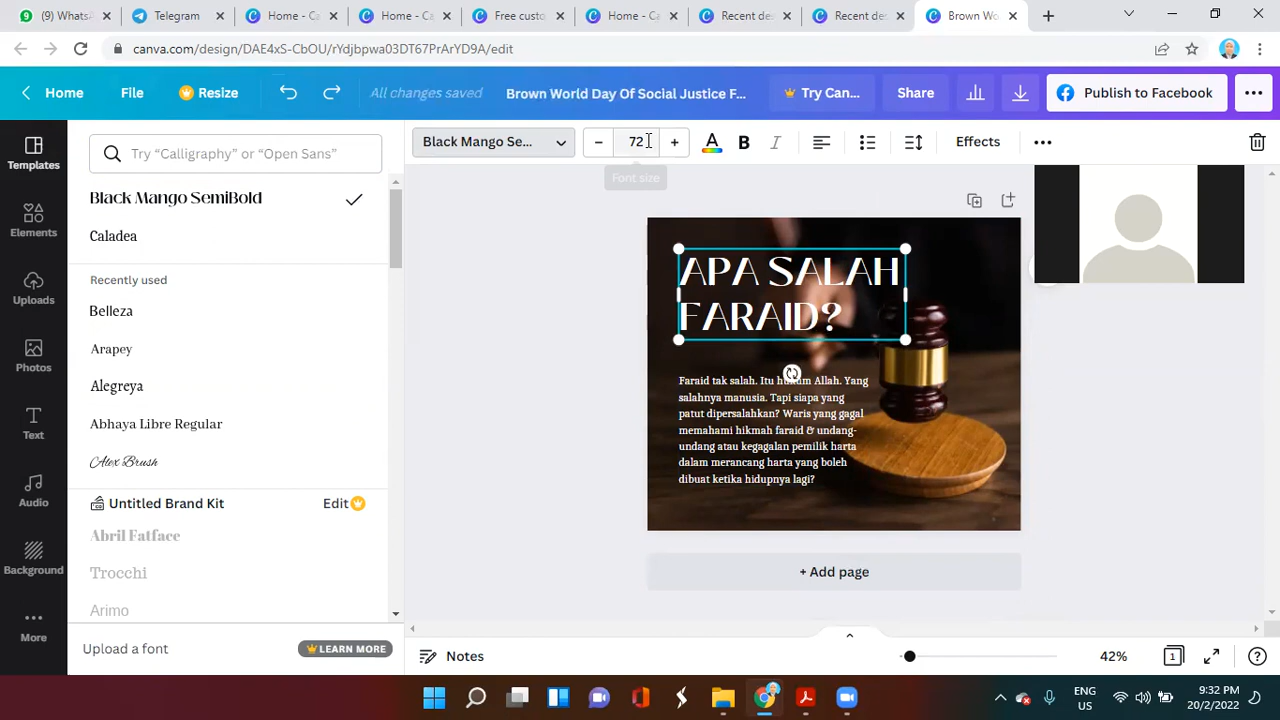 (9) WhatsA
Telegram
Home - Ca
Home - Ca
Free custo
Home - Ca
Recent des
Recent des
Brown Wo
canva.com/design/DAE4xS-CbOU/rYdjbpwa03DT67PrArYD9A/edit
Home
File
Resize
All changes saved
Brown World Day Of Social Justice F...
Try Can...
Share
Publish to Facebook
Templates
Elements
Uploads
Photos
Text
Audio
Background
More
Try “Calligraphy” or “Open Sans”
Black Mango SemiBold
Caladea
Recently used
Belleza
Arapey
Alegreya
Abhaya Libre Regular
Alex Brush
Untitled Brand Kit
Edit
Abril Fatface
Trocchi
Arimo
Upload a font
LEARN MORE
Black Mango Se...
– 72 +
A
B
I
Effects
Font size
APA SALAH
FARAID?
Faraid tak salah. Itu hukum Allah. Yang
salahnya manusia. Tapi siapa yang
patut dipersalahkan? Waris yang gagal
memahami hikmah faraid & undang-
undang atau kegagalan pemilik harta
dalam merancang harta yang boleh
dibuat ketika hidupnya lagi?
+ Add page
Notes
42%
1
?
ENG
US
9:32 PM
20/2/2022